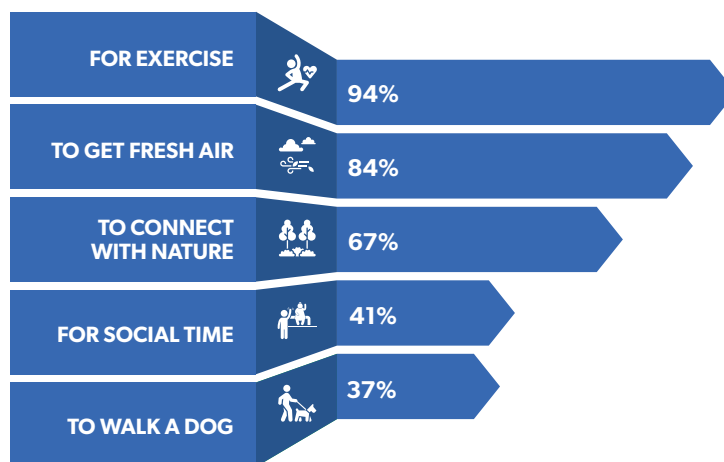 FOR EXERCISE
94%
TO GET FRESH AIR
84%
TO CONNECT
WITH NATURE
67%
FOR SOCIAL TIME
41%
TO WALK A DOG
37%